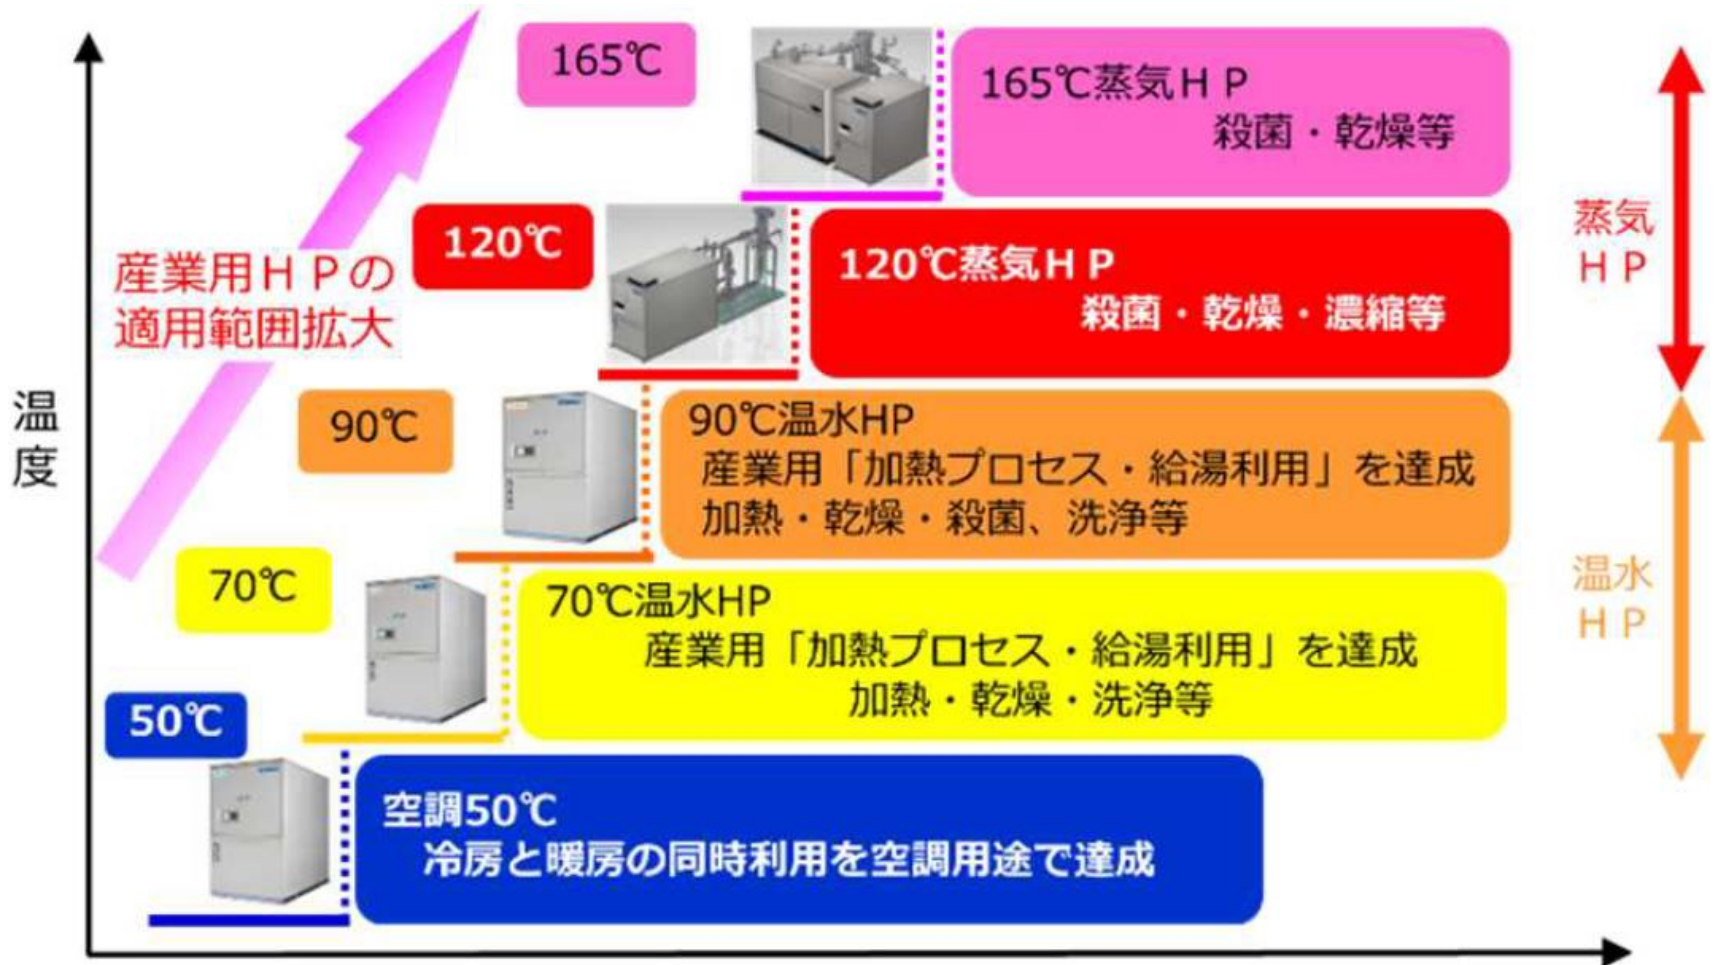 165℃
165℃蒸気ＨＰ
殺菌・乾燥等
蒸気
ＨＰ
120℃
120℃蒸気ＨＰ
殺菌・乾燥・濃縮等
産業用ＨＰの
適用範囲拡大
温度
90℃
90℃温水HP
産業用「加熱プロセス・給湯利用」を達成
加熱・乾燥・殺菌、洗浄等
温水
ＨＰ
70℃
70℃温水HP
産業用「加熱プロセス・給湯利用」を達成
加熱・乾燥・洗浄等
50℃
空調50℃
冷房と暖房の同時利用を空調用途で達成